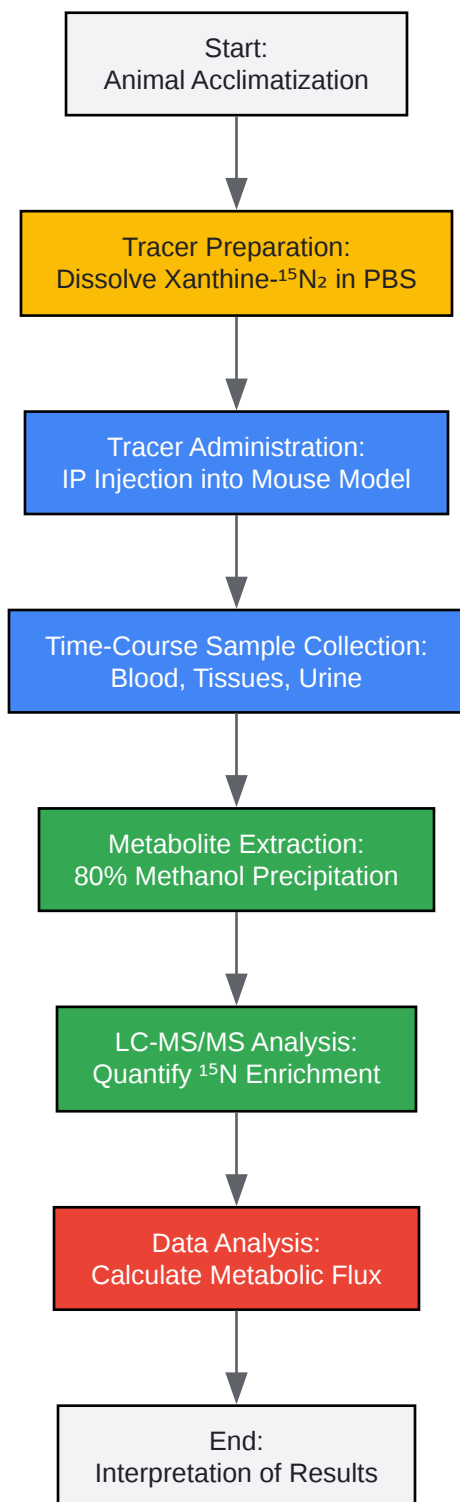 Start:
Animal Acclimatization
Tracer Preparation:
Dissolve Xanthine-¹⁵N₂ in PBS
Tracer Administration:
IP Injection into Mouse Model
Time-Course Sample Collection:
Blood, Tissues, Urine
Metabolite Extraction:
80% Methanol Precipitation
LC-MS/MS Analysis:
Quantify ¹⁵N Enrichment
Data Analysis:
Calculate Metabolic Flux
End:
Interpretation of Results